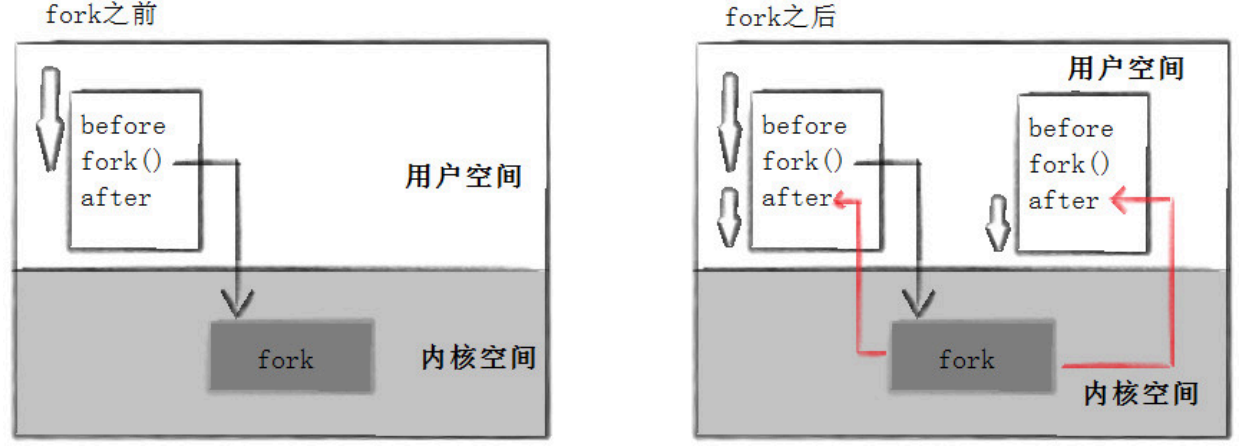 fork之前
before
fork()
after
用户空间
fork
内核空间
fork之后
用户空间
before
fork()
after
before
fork()
after
fork
内核空间